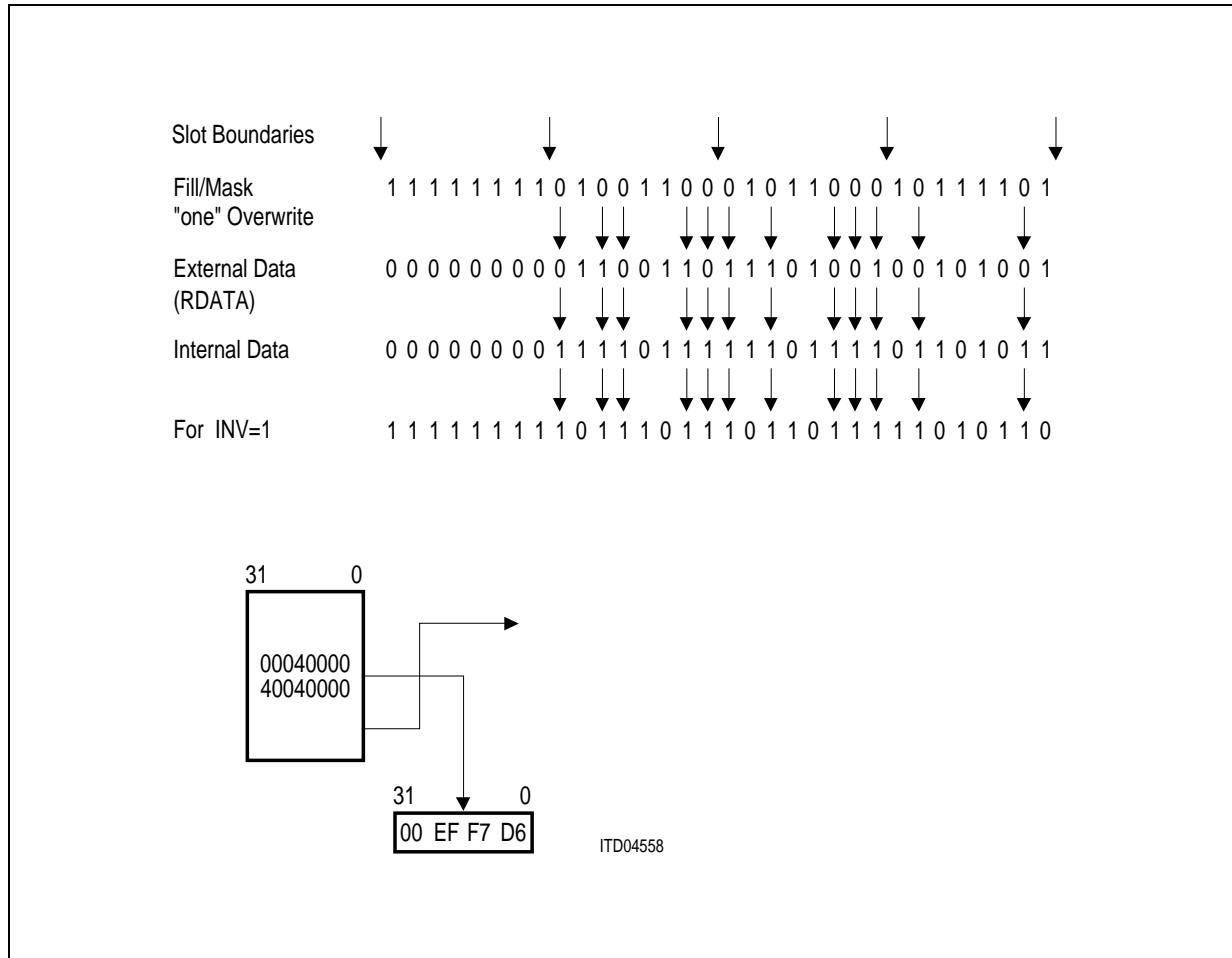 Slot Boundaries
Fill/Mask 1 1 1 1 1 1 1 1 0 1 0 0 1 1 0 0 0 1 0 1 1 0 0 0 1 0 1 1 1 1 0 1
"one" Overwrite
External Data 0 0 0 0 0 0 0 0 0 1 1 0 0 1 1 0 1 1 1 0 1 0 0 1 0 0 1 0 1 0 0 1
(RDATA)
Internal Data 0 0 0 0 0 0 0 0 1 1 1 1 0 1 1 1 1 1 1 0 1 1 1 1 0 1 1 0 1 0 1 1
For INV=1 1 1 1 1 1 1 1 1 1 0 1 1 1 0 1 1 1 0 1 1 0 1 1 1 1 1 0 1 0 1 1 0
31 0
00040000
40040000
31 0
00 EF F7 D6
ITD04558